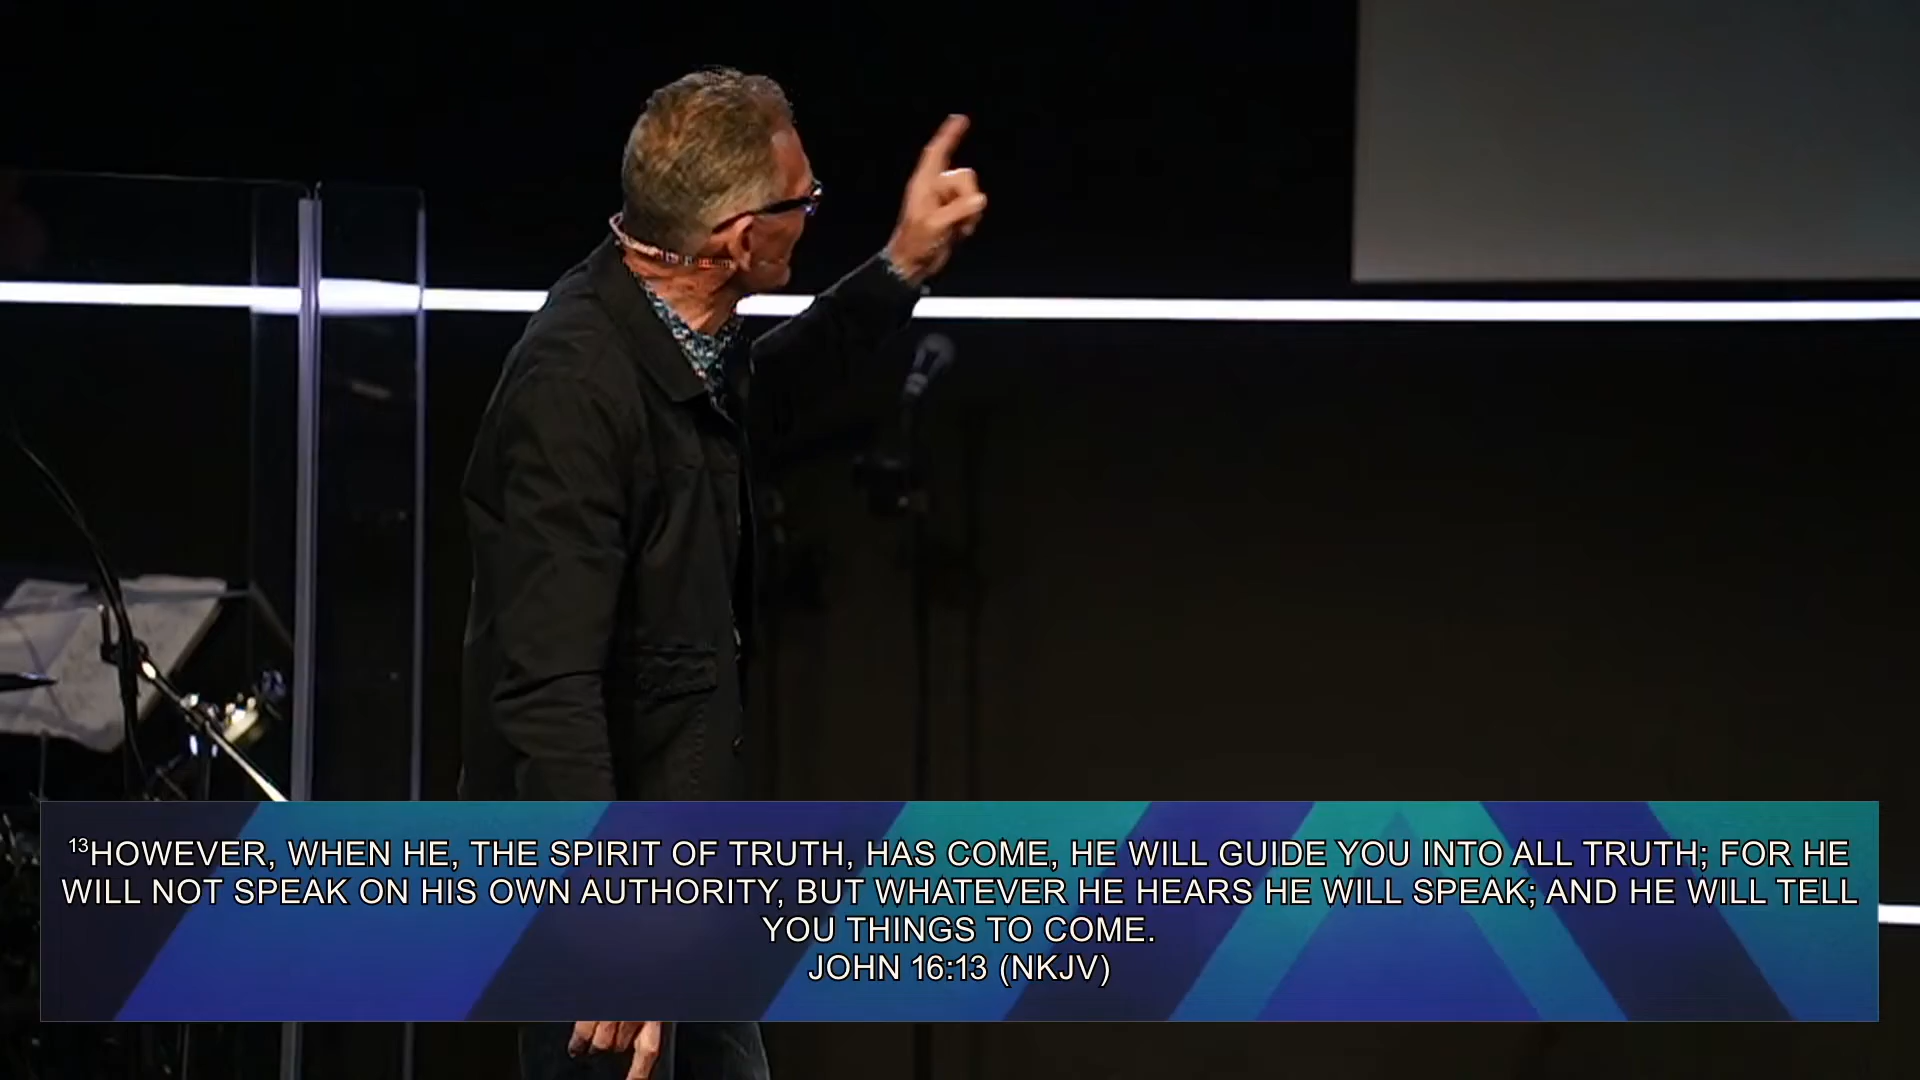 ¹³HOWEVER, WHEN HE, THE SPIRIT OF TRUTH, HAS COME, HE WILL GUIDE YOU INTO ALL TRUTH; FOR HE
WILL NOT SPEAK ON HIS OWN AUTHORITY, BUT WHATEVER HE HEARS HE WILL SPEAK; AND HE WILL TELL
YOU THINGS TO COME.
JOHN 16:13 (NKJV)